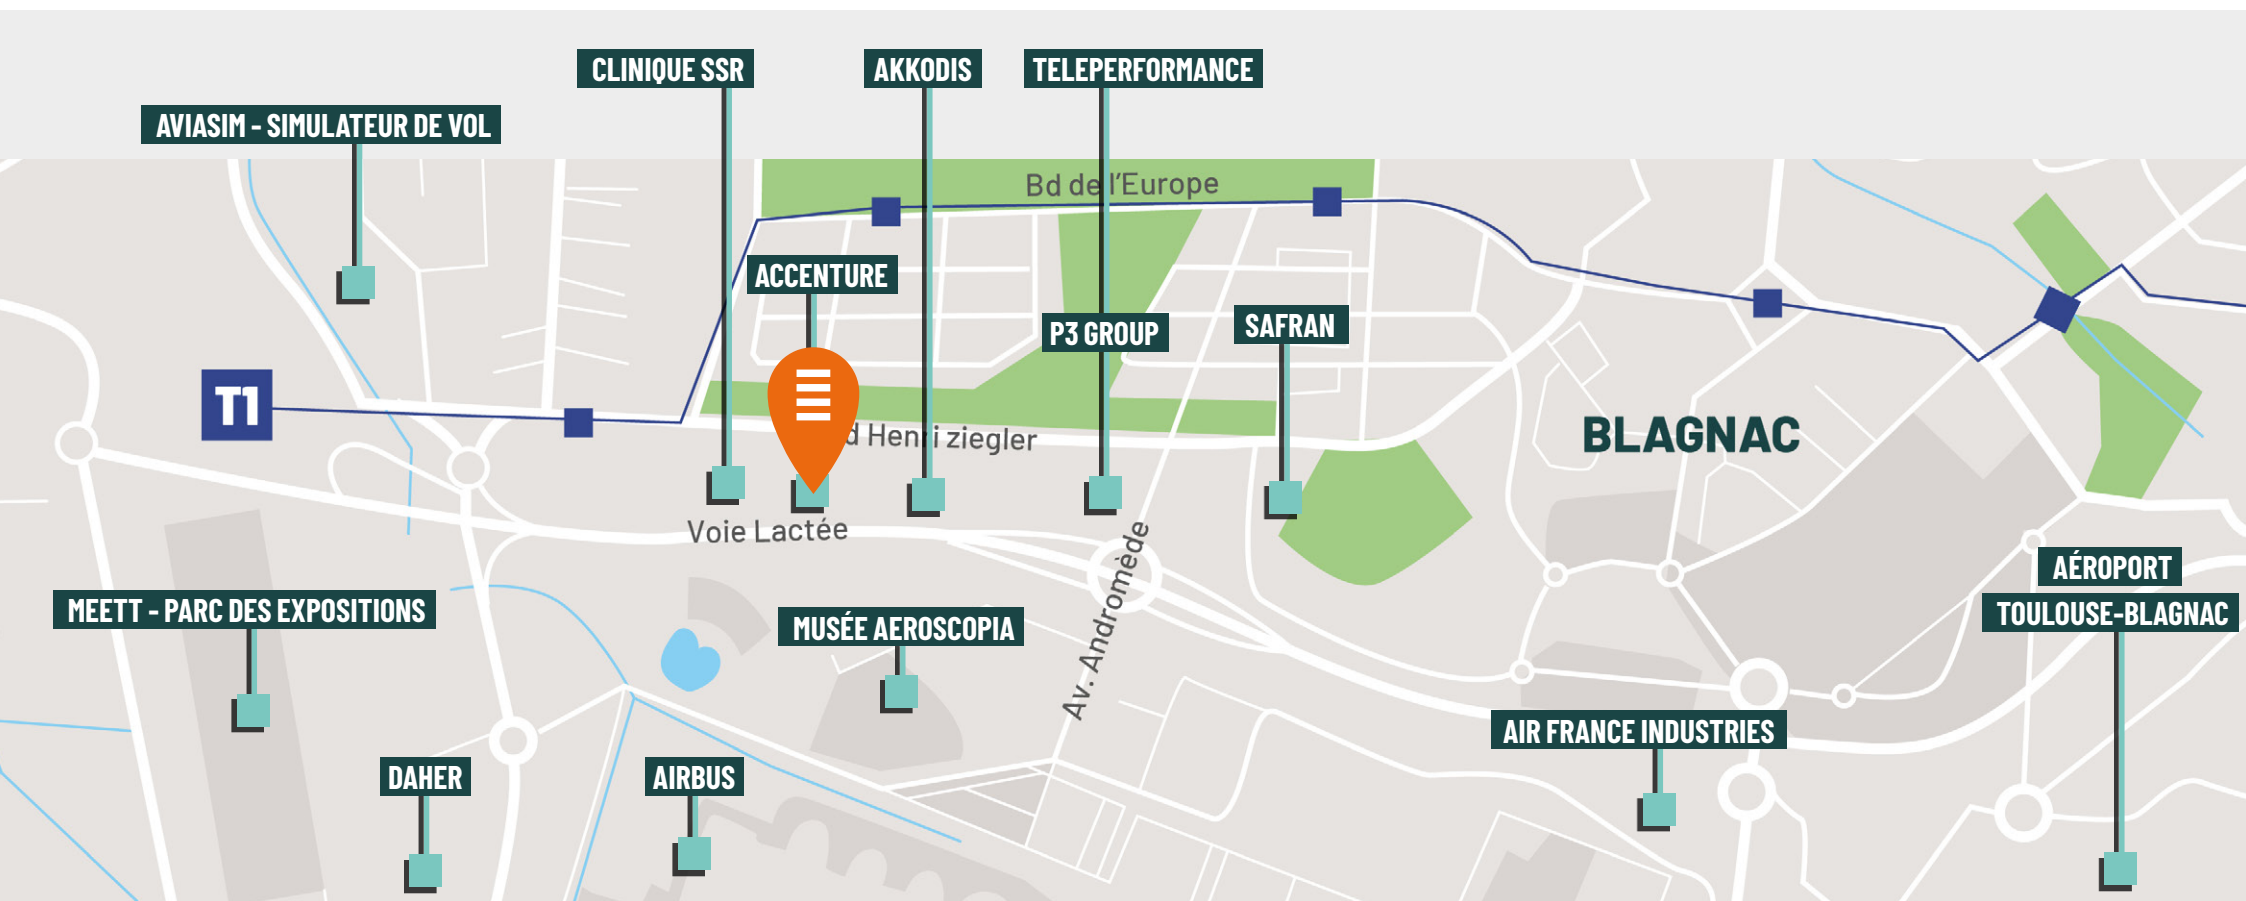 CLINIQUE SSR
AKKODIS
TELEPERFORMANCE
AVIASIM - SIMULATEUR DE VOL
Bd de l'Europe
ACCENTURE
P3 GROUP
SAFRAN
T1
d Henri ziegler
BLAGNAC
Voie Lactée
Av. Andromède
AÉROPORT
TOULOUSE-BLAGNAC
MEETT - PARC DES EXPOSITIONS
MUSÉE AEROSCOPIA
AIR FRANCE INDUSTRIES
DAHER
AIRBUS